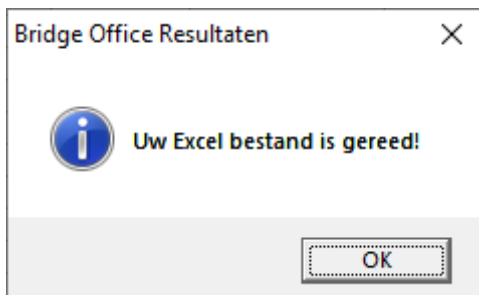 Bridge Office Resultaten
Uw Excel bestand is gereed!
OK